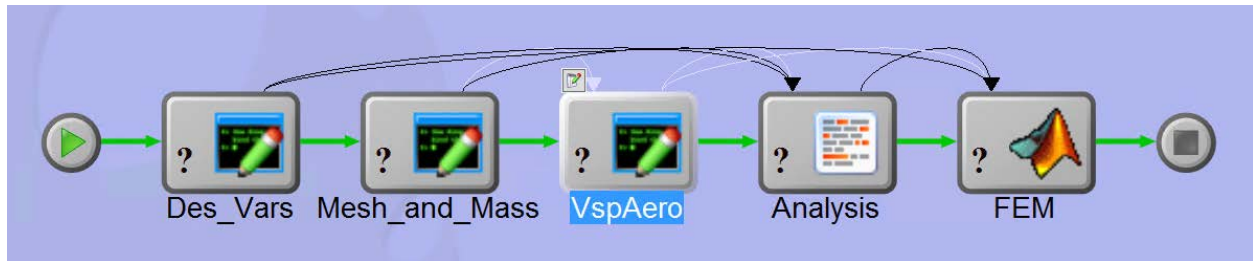 ? ? ? ? ?
Des_Vars Mesh_and_Mass VspAero Analysis FEM